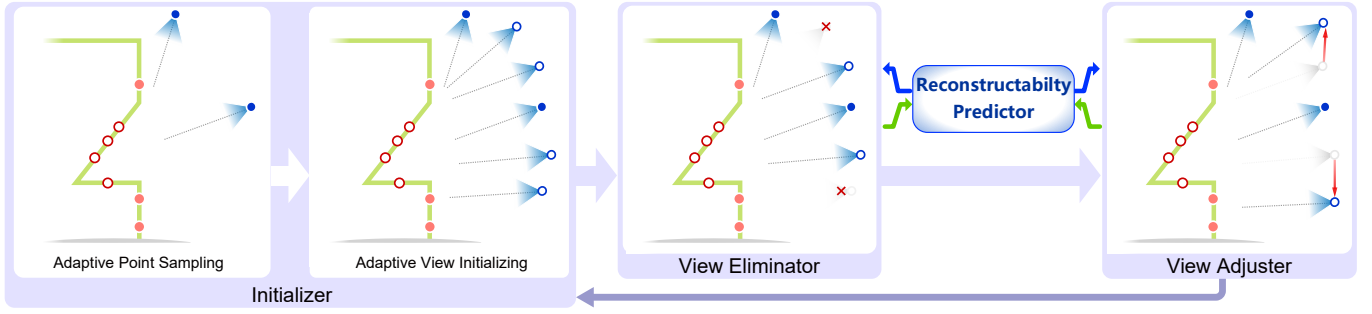 Reconstructabilty
Predictor
Adaptive Point Sampling
Adaptive View Initializing
View Eliminator
View Adjuster
Initializer